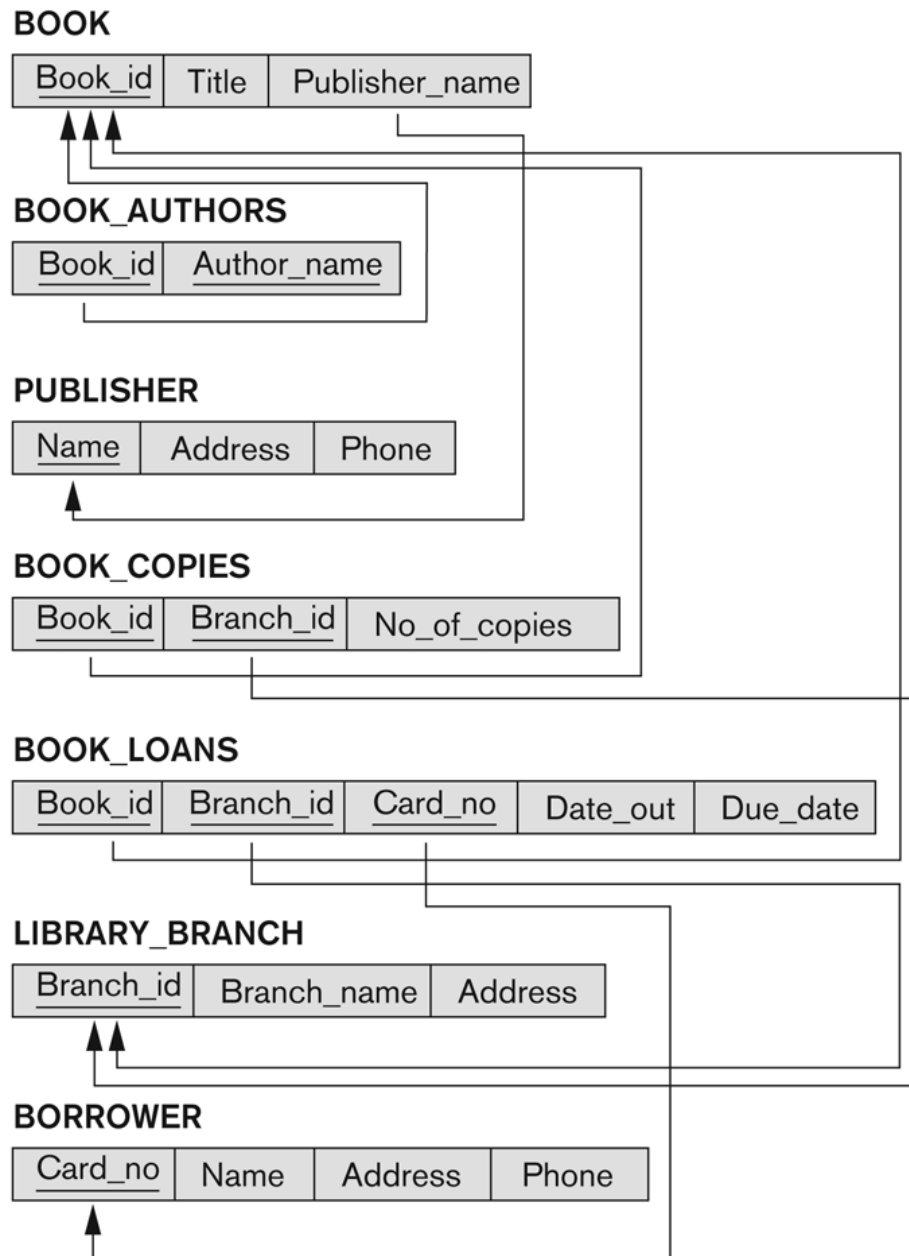 BOOK
Book_id Title Publisher_name
BOOK_AUTHORS
Book_id Author_name
PUBLISHER
Name Address Phone
BOOK_COPIES
Book_id Branch_id No_of_copies
BOOK_LOANS
Book_id Branch_id Card_no Date_out Due_date
LIBRARY_BRANCH
Branch_id Branch_name Address
BORROWER
Card_no Name Address Phone